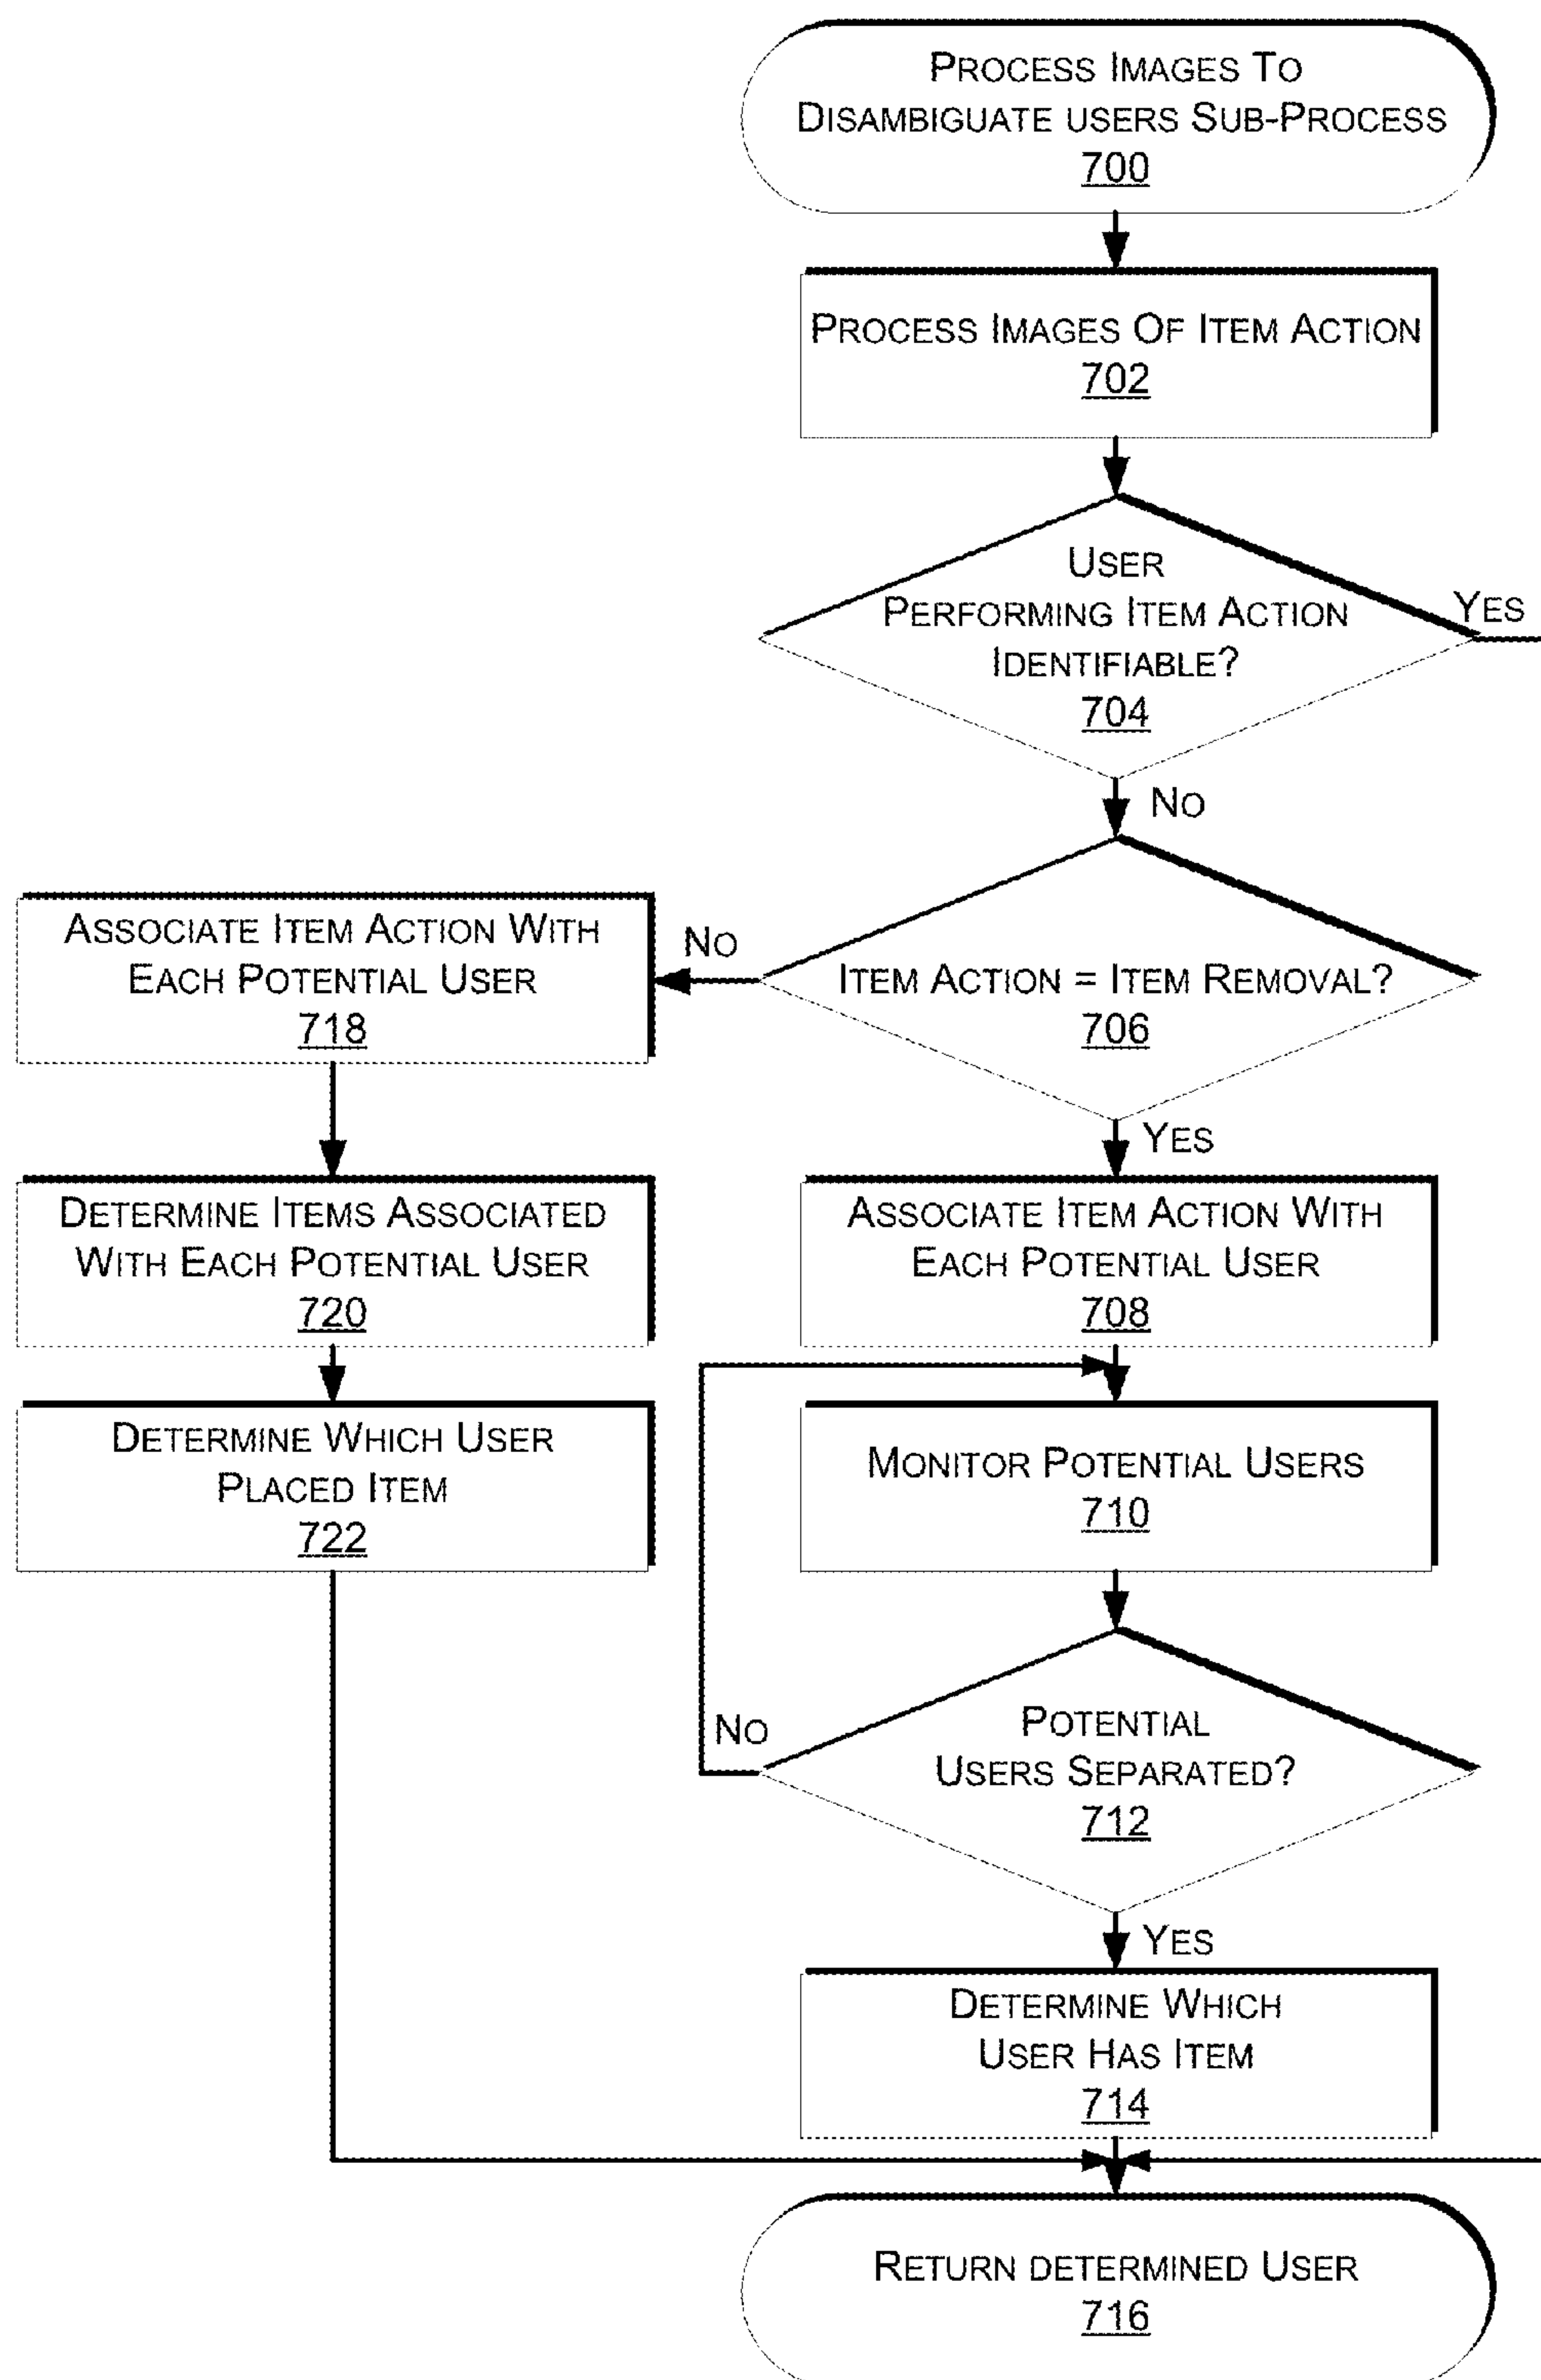 PROCESS IMAGES TO
DISAMBIGUATE USERS SUB-PROCESS
700
PROCESS IMAGES OF ITEM ACTION
702
USER
PERFORMING ITEM ACTION
IDENTIFIABLE?
704
YES
NO
ITEM ACTION = ITEM REMOVAL?
706
NO
ASSOCIATE ITEM ACTION WITH
EACH POTENTIAL USER
718
YES
DETERMINE ITEMS ASSOCIATED
WITH EACH POTENTIAL USER
720
ASSOCIATE ITEM ACTION WITH
EACH POTENTIAL USER
708
DETERMINE WHICH USER
PLACED ITEM
722
MONITOR POTENTIAL USERS
710
POTENTIAL
USERS SEPARATED?
712
NO
YES
DETERMINE WHICH
USER HAS ITEM
714
RETURN DETERMINED USER
716